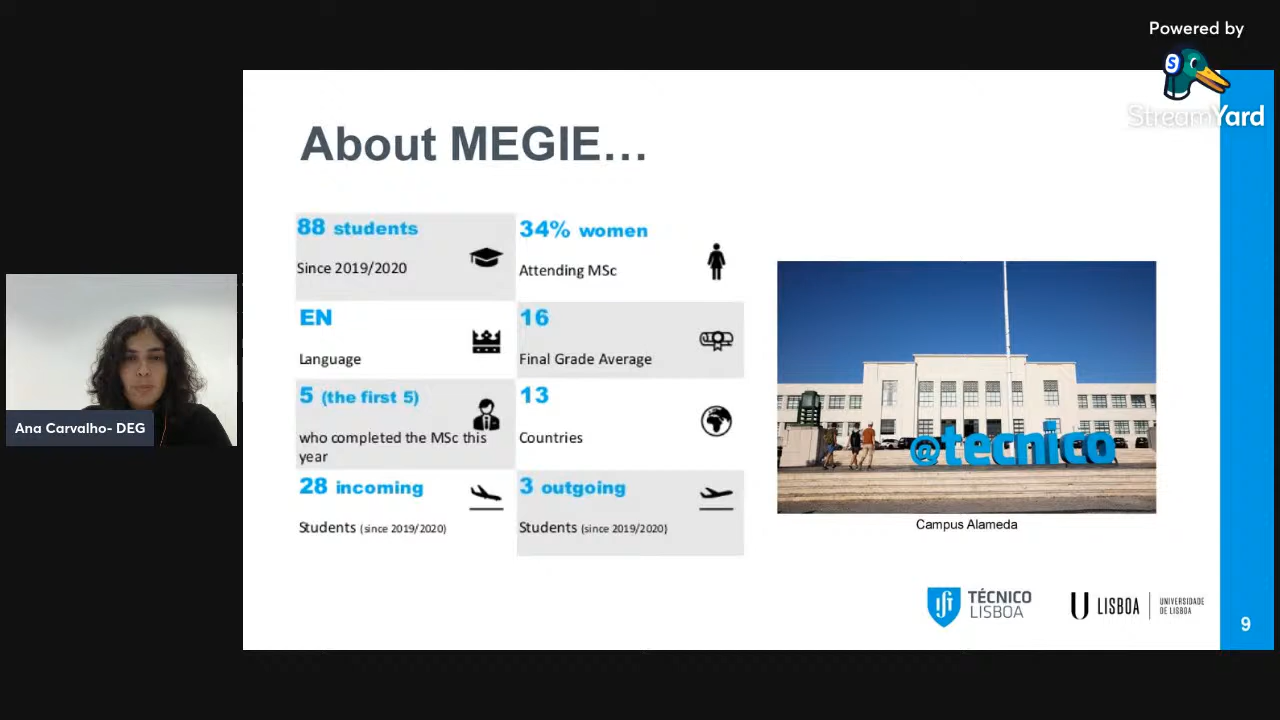 Powered by
StreamYard
About MEGIE...
88 students
Since 2019/2020
34% women
Attending MSc
EN
Language
16
Final Grade Average
5 (the first 5)
who completed the MSc this
year
13
Countries
28 incoming
Students (since 2019/2020)
3 outgoing
Students (since 2019/2020)
@tecnico
Campus Alameda
Ana Carvalho- DEG
TÉCNICO
LISBOA
U LISBOA
UNIVERSIDADE
DE LISBOA
9